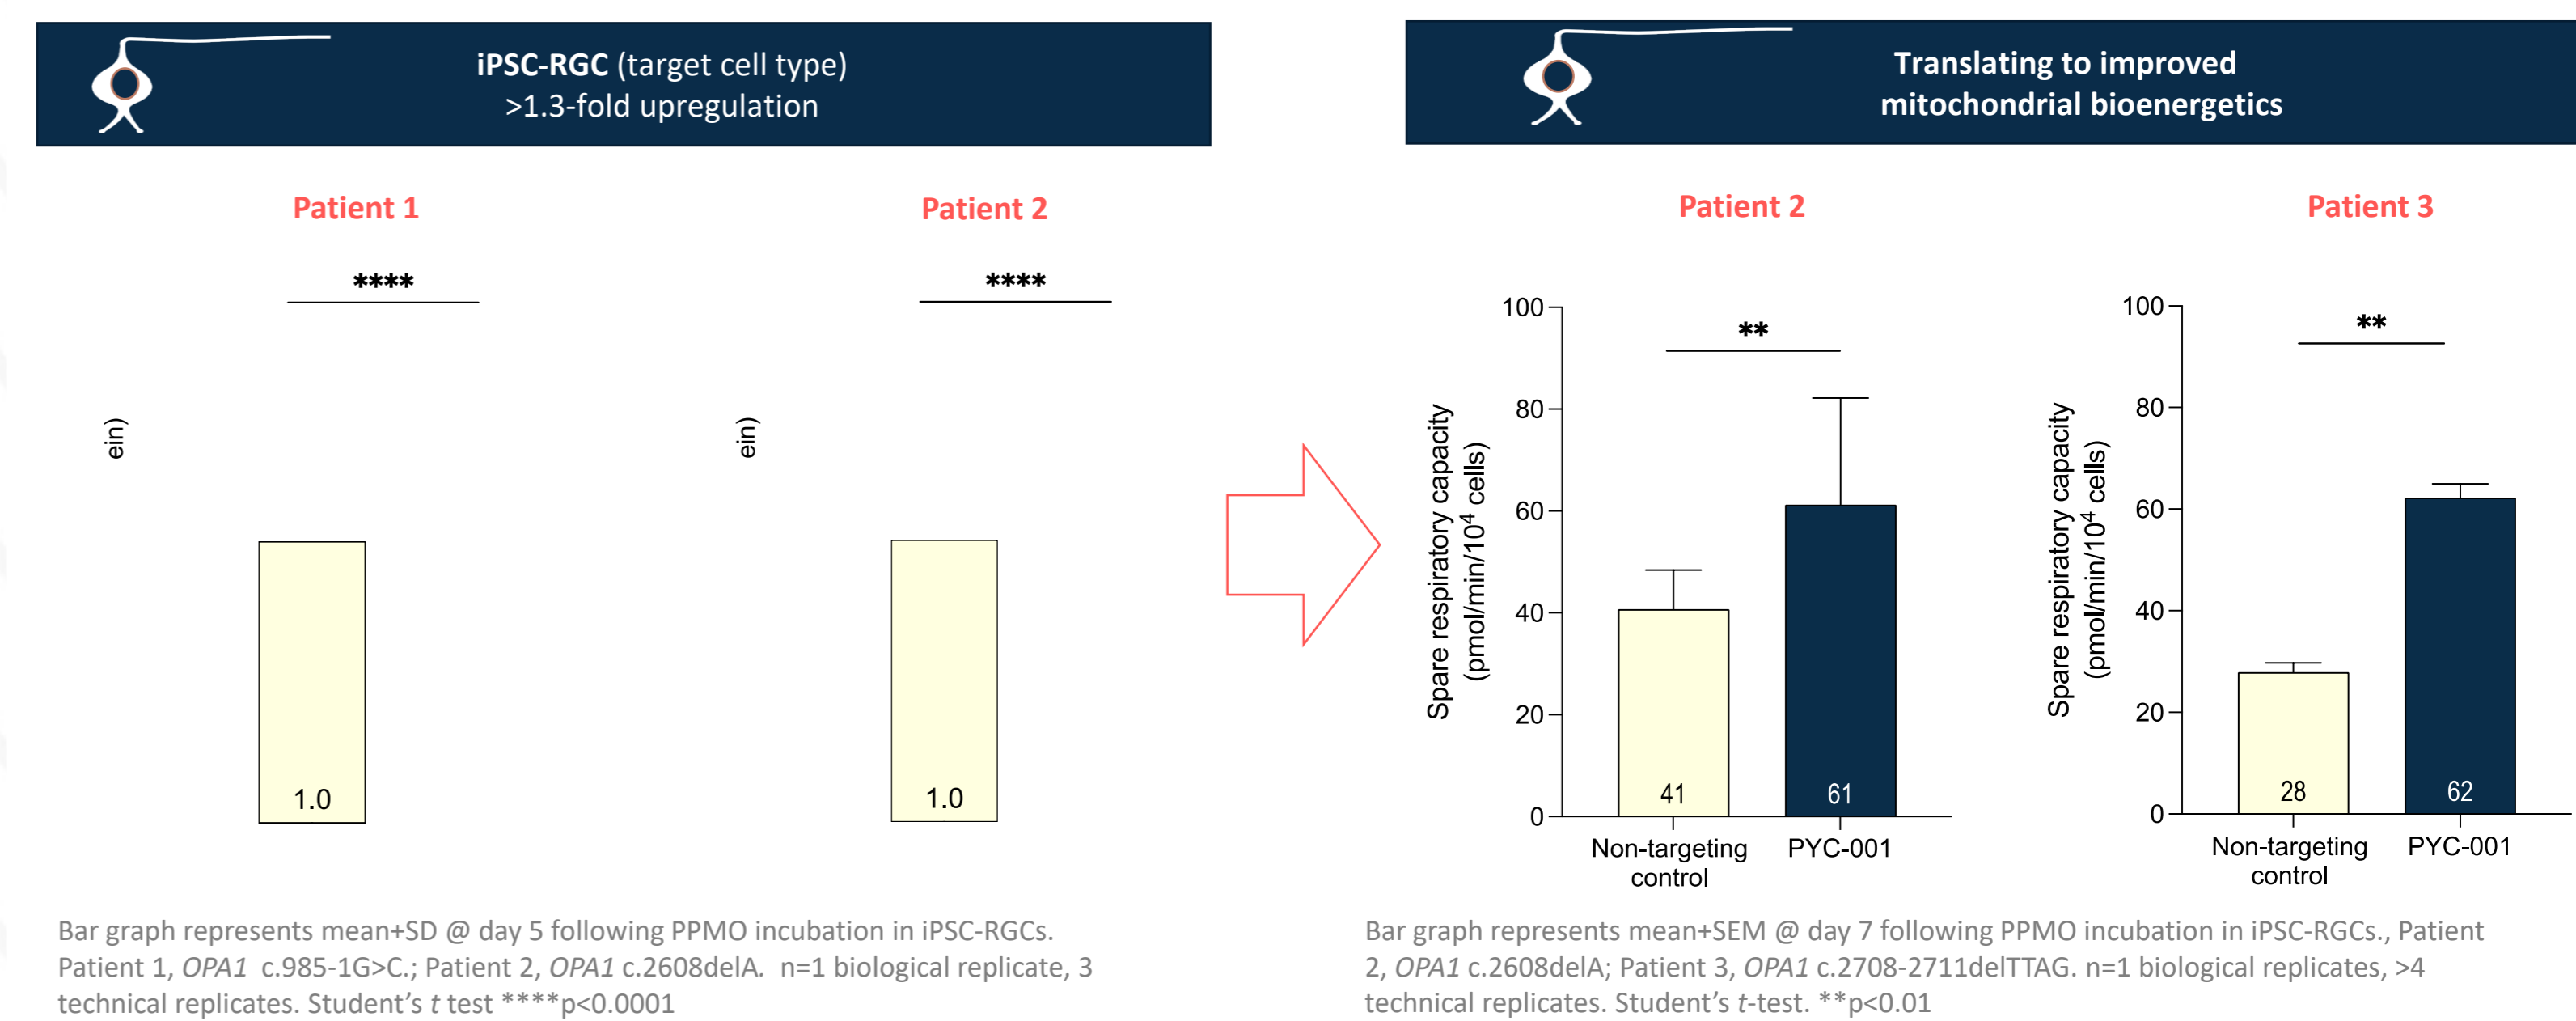 iPSC-RGC (target cell type)
>1.3-fold upregulation
Patient 1
Patient 2
****
****
ein)
ein)
1.0
1.0
Bar graph represents mean+SD @ day 5 following PPMO incubation in iPSC-RGCs.
Patient 1, OPA1 c.985-1G>C.; Patient 2, OPA1 c.2608delA. n=1 biological replicate, 3
technical replicates. Student’s t test ****p<0.0001
Translating to improved
mitochondrial bioenergetics
Patient 2
Patient 3
Spare respiratory capacity
(pmol/min/10⁴ cells)
100
80
60
40
20
0
**
41
61
Non-targeting
control
PYC-001
Spare respiratory capacity
(pmol/min/10⁴ cells)
100
80
60
40
20
0
**
28
62
Non-targeting
control
PYC-001
Bar graph represents mean+SEM @ day 7 following PPMO incubation in iPSC-RGCs., Patient
2, OPA1 c.2608delA; Patient 3, OPA1 c.2708-2711delTTAG. n=1 biological replicates, >4
technical replicates. Student’s t-test. **p<0.01